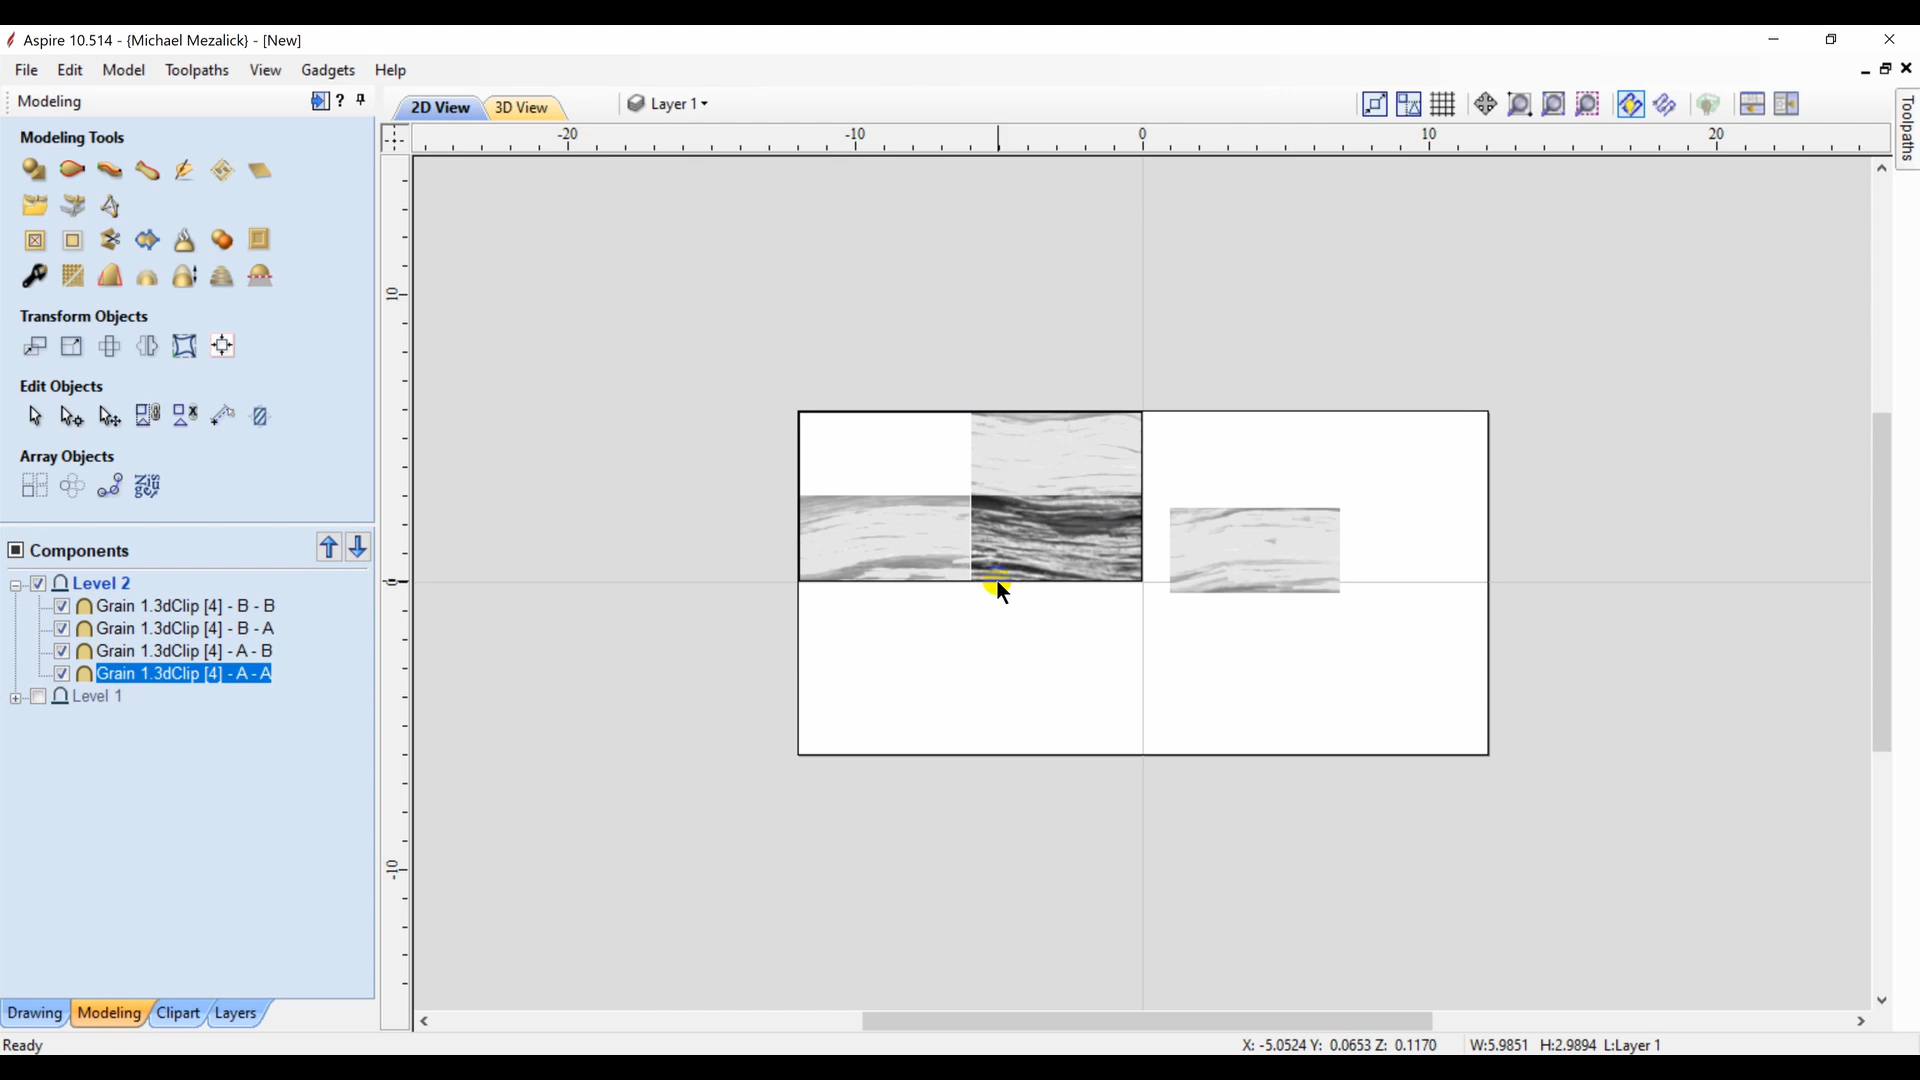 Aspire 10.514 - {Michael Mezalick} - [New]
File Edit Model Toolpaths View Gadgets Help
Modeling
?
2D View 3D View
Layer 1
Toolpaths
Modeling Tools
-20 -10 0 10 20
10
0
-10
Transform Objects
Edit Objects
Array Objects
Components
Level 2
Grain 1.3dClip [4] - B - B
Grain 1.3dClip [4] - B - A
Grain 1.3dClip [4] - A - B
Grain 1.3dClip [4] - A - A
Level 1
Drawing Modeling Clipart Layers
Ready
X: -5.0524 Y: 0.0653 Z: 0.1170 W:5.9851 H:2.9894 L:Layer 1